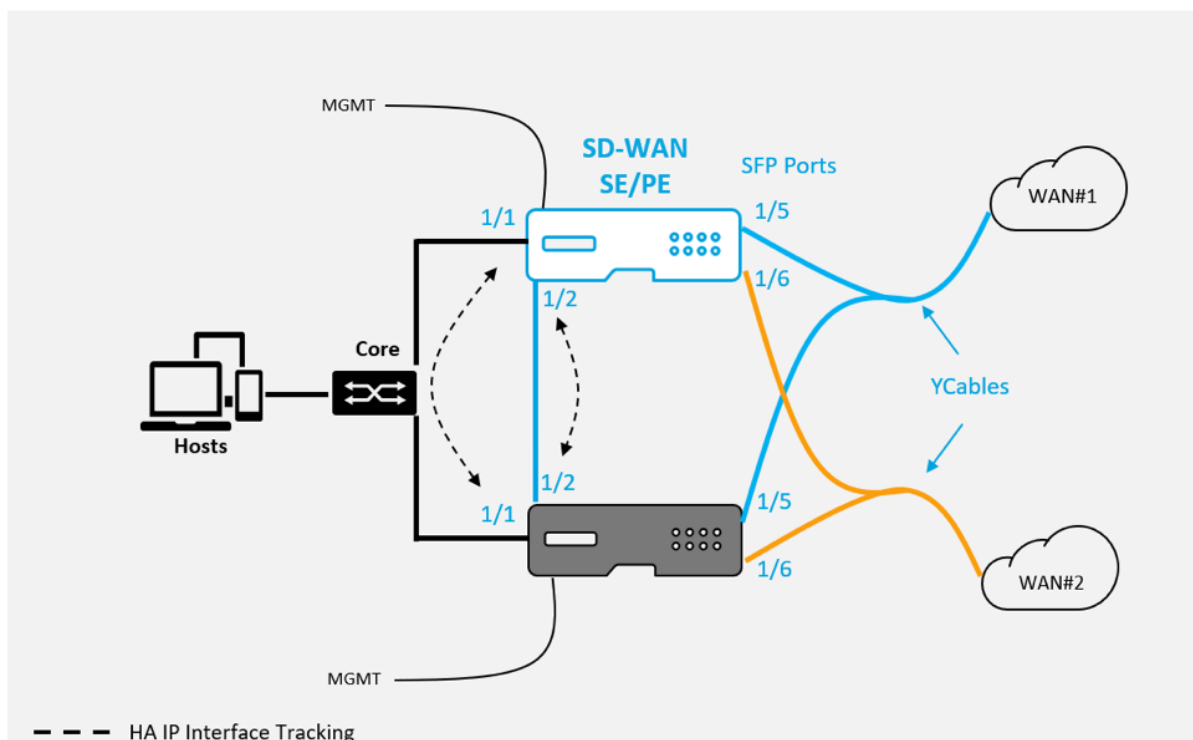 MGMT
SD-WAN
SE/PE
SFP Ports
WAN#1
1/1
1/5
1/2
1/6
Core
YCables
Hosts
1/2
1/1
1/5
1/6
WAN#2
MGMT
HA IP Interface Tracking